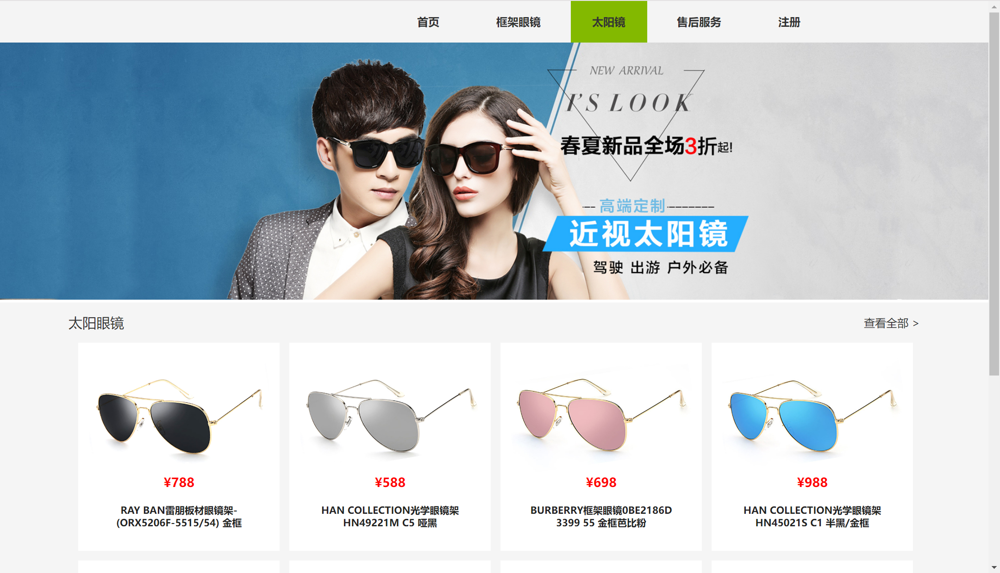 首页 框架眼镜 太阳镜 售后服务 注册
NEW ARRIVAL
I'S LOOK
春夏新品全场3折起!
高端定制
近视太阳镜
驾驶 出游 户外必备
太阳眼镜
查看全部 >
¥788
RAY BAN雷朋板材眼镜架-
(ORX5206F-5515/54) 金框
¥588
HAN COLLECTION光学眼镜架
HN49221M C5 哑黑
¥698
BURBERRY框架眼镜0BE2186D
3399 55 金框芭比粉
¥988
HAN COLLECTION光学眼镜架
HN45021S C1 半黑/金框